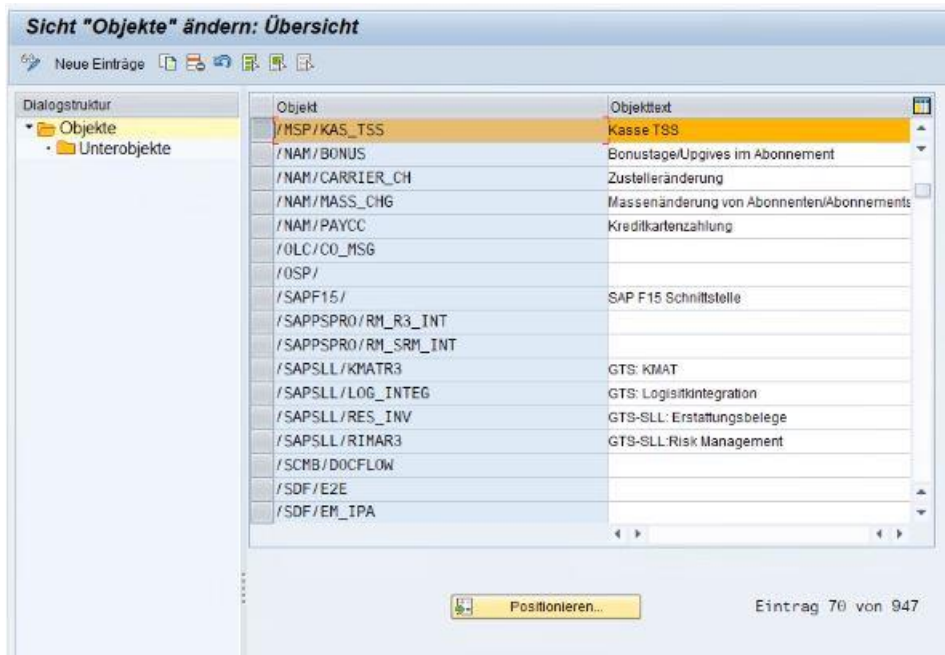 Sicht "Objekte" ändern: Übersicht
Neue Einträge
Dialogstruktur
Objekte
Unterobjekte
Objekt Objekttext
/MSP/KAS_TSS Kasse TSS
/NAM/BONUS Bonustage/Upgives im Abonnement
/NAM/CARRIER_CH Zustelleränderung
/NAM/MASS_CHG Massenänderung von Abonnenten/Abonnements
/NAM/PAYCC Kreditkartenzahlung
/OLC/CO_MSG
/OSP/
/SAPF15/ SAP F15 Schnittstelle
/SAPPSPRO/RM_R3_INT
/SAPPSPRO/RM_SRM_INT
/SAPSLL/KMATR3 GTS: KMAT
/SAPSLL/LOG_INTEG GTS: Logisitkintegration
/SAPSLL/RES_INV GTS-SLL: Erstattungsbelege
/SAPSLL/RIMAR3 GTS-SLL:Risk Management
/SCMB/DOCFLOW
/SDF/E2E
/SDF/EM_IPA
Positionieren... Eintrag 70 von 947